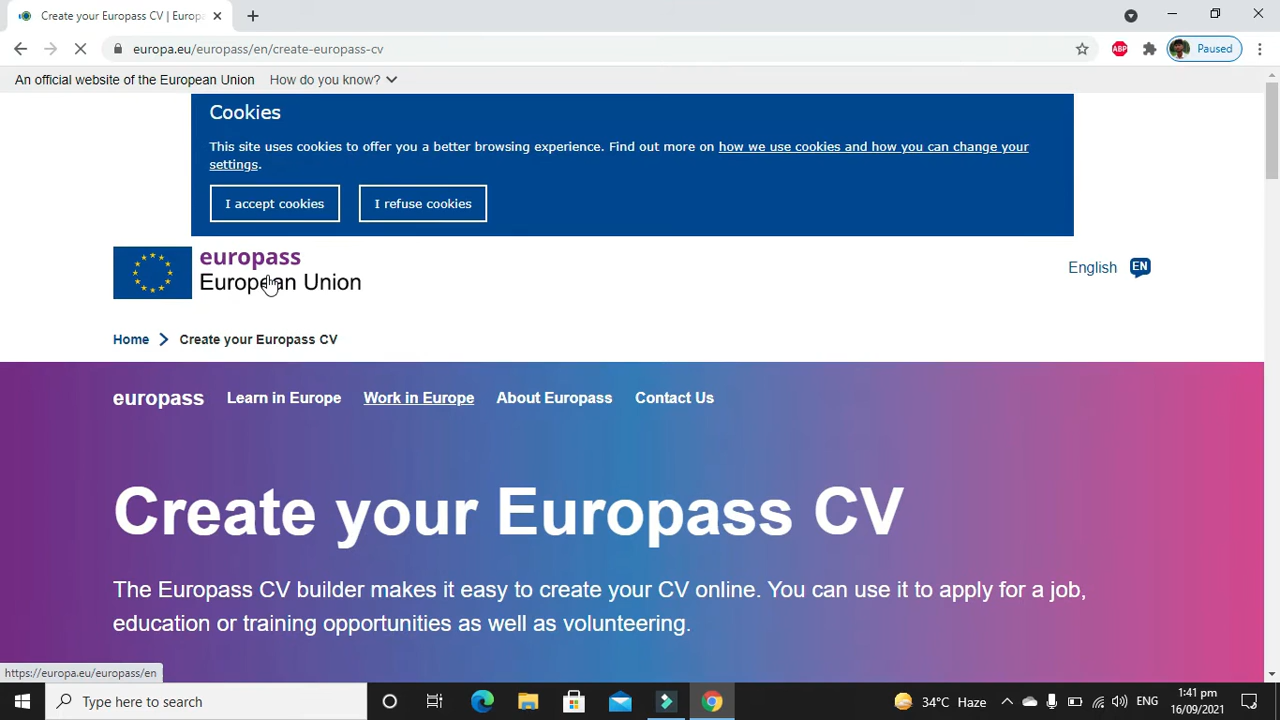 Create your Europass CV | Europa
europa.eu/europass/en/create-europass-cv
ABP
Paused
An official website of the European Union How do you know?
Cookies
This site uses cookies to offer you a better browsing experience. Find out more on how we use cookies and how you can change your
settings.
I accept cookies I refuse cookies
europass
European Union
English EN
Home Create your Europass CV
europass Learn in Europe Work in Europe About Europass Contact Us
Create your Europass CV
The Europass CV builder makes it easy to create your CV online. You can use it to apply for a job,
education or training opportunities as well as volunteering.
https://europa.eu/europass/en
Type here to search
34°C Haze
ENG
1:41 pm
16/09/2021